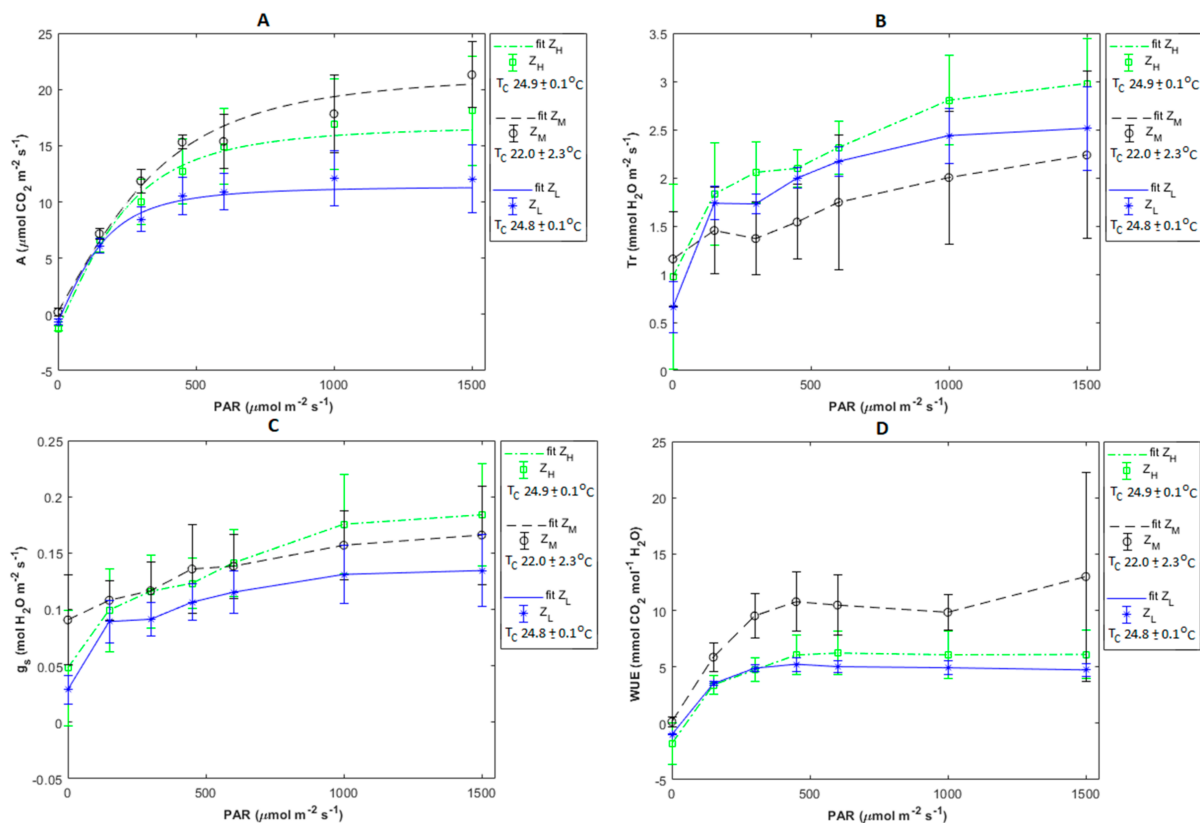 A
A (μmol CO2 m-2 s-1)
25
20
15
10
5
0
-5
0
500
1000
1500
PAR (μmol m-2 s-1)
fit ZH
ZH
TC 24.9 ± 0.1°C
fit ZM
ZM
TC 22.0 ± 2.3°C
fit ZL
ZL
TC 24.8 ± 0.1°C
B
Tr (mmol H2O m-2 s-1)
3.5
3
2.5
2
1.5
1
0.5
0
0
500
1000
1500
PAR (μmol m-2 s-1)
fit ZH
ZH
TC 24.9 ± 0.1°C
fit ZM
ZM
TC 22.0 ± 2.3°C
fit ZL
ZL
TC 24.8 ± 0.1°C
C
gs (mol H2O m-2 s-1)
0.25
0.2
0.15
0.1
0.05
0
-0.05
0
500
1000
1500
PAR (μmol m-2 s-1)
fit ZH
ZH
TC 24.9 ± 0.1°C
fit ZM
ZM
TC 22.0 ± 2.3°C
fit ZL
ZL
TC 24.8 ± 0.1°C
D
WUE (mmol CO2 mol-1 H2O)
25
20
15
10
5
0
-5
0
500
1000
1500
PAR (μmol m-2 s-1)
fit ZH
ZH
TC 24.9 ± 0.1°C
fit ZM
ZM
TC 22.0 ± 2.3°C
fit ZL
ZL
TC 24.8 ± 0.1°C